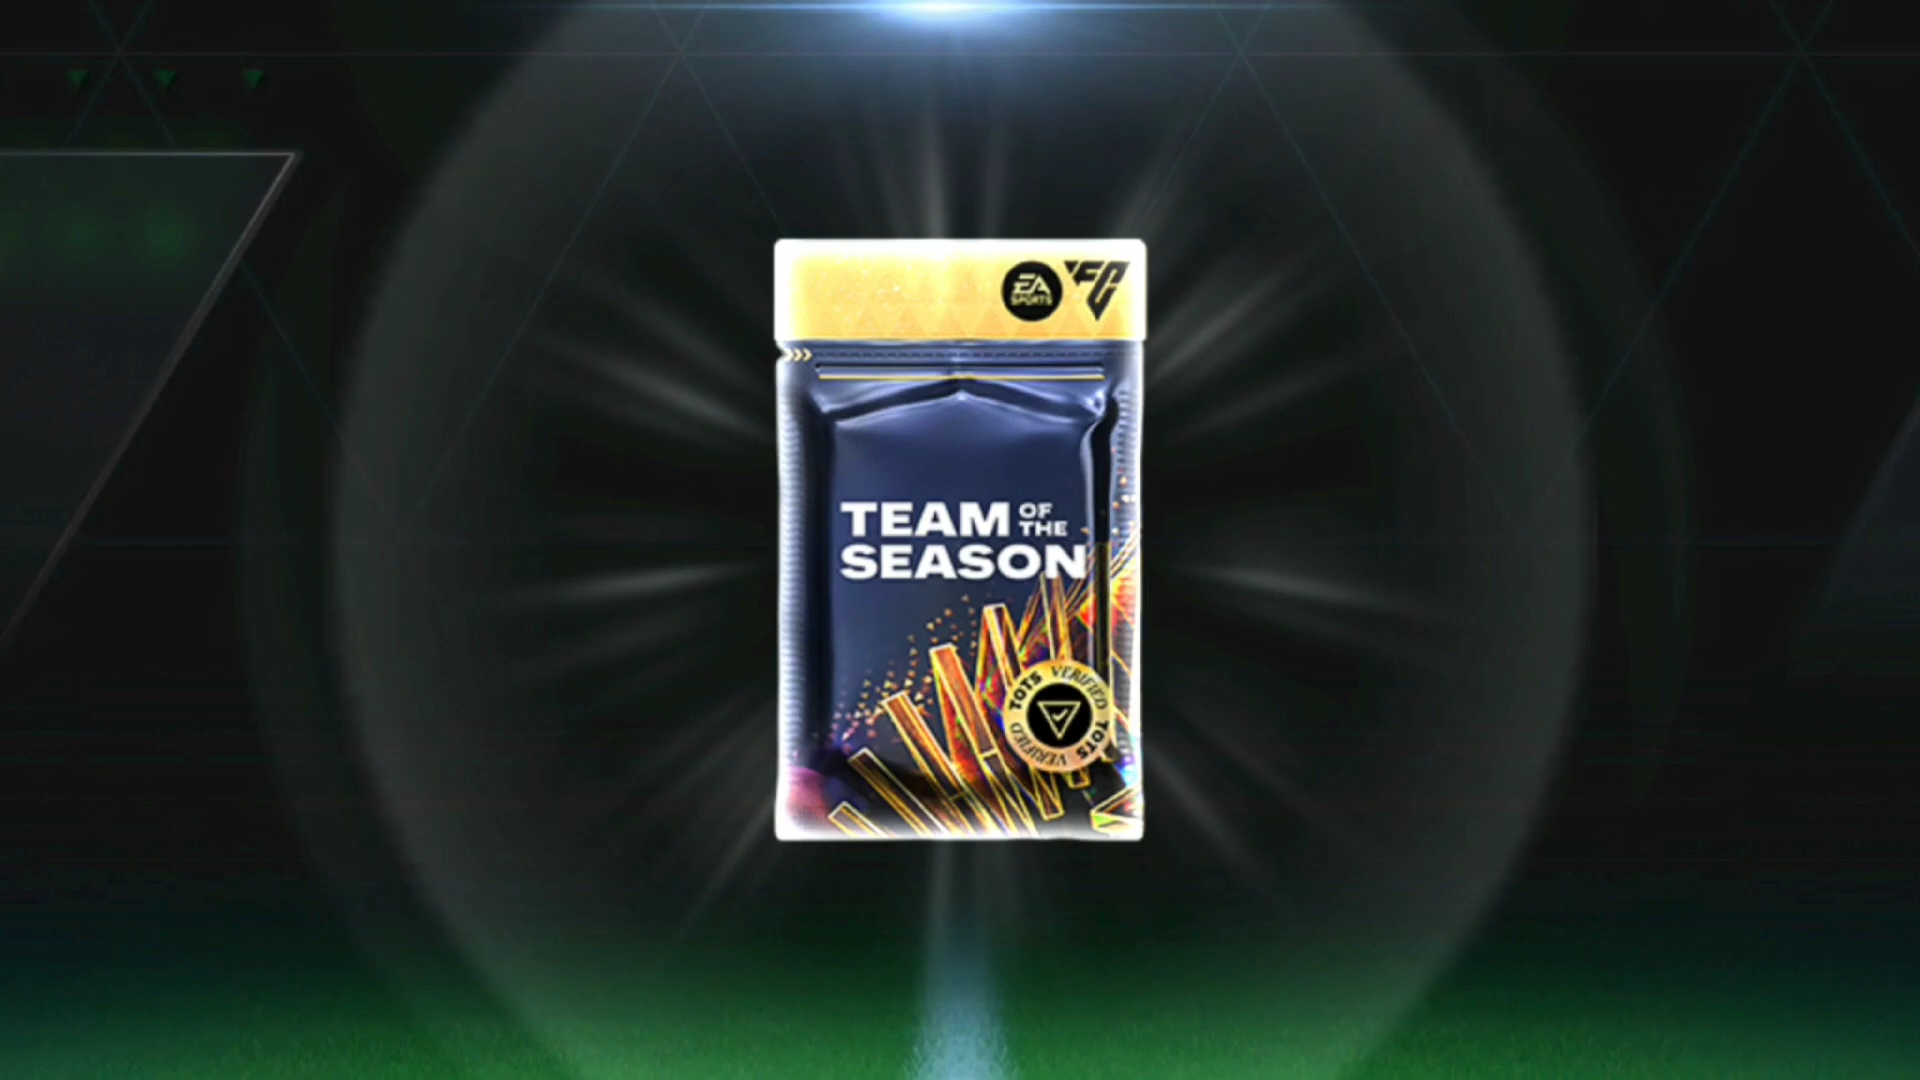 EA
SPORTS
FC
TEAM OF THE
SEASON
TOTS VERIFIED TOTS VERIFIED